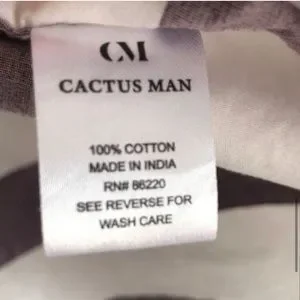 CM
CACTUS MAN
100% COTTON
MADE IN INDIA
RN# 86220
SEE REVERSE FOR
WASH CARE